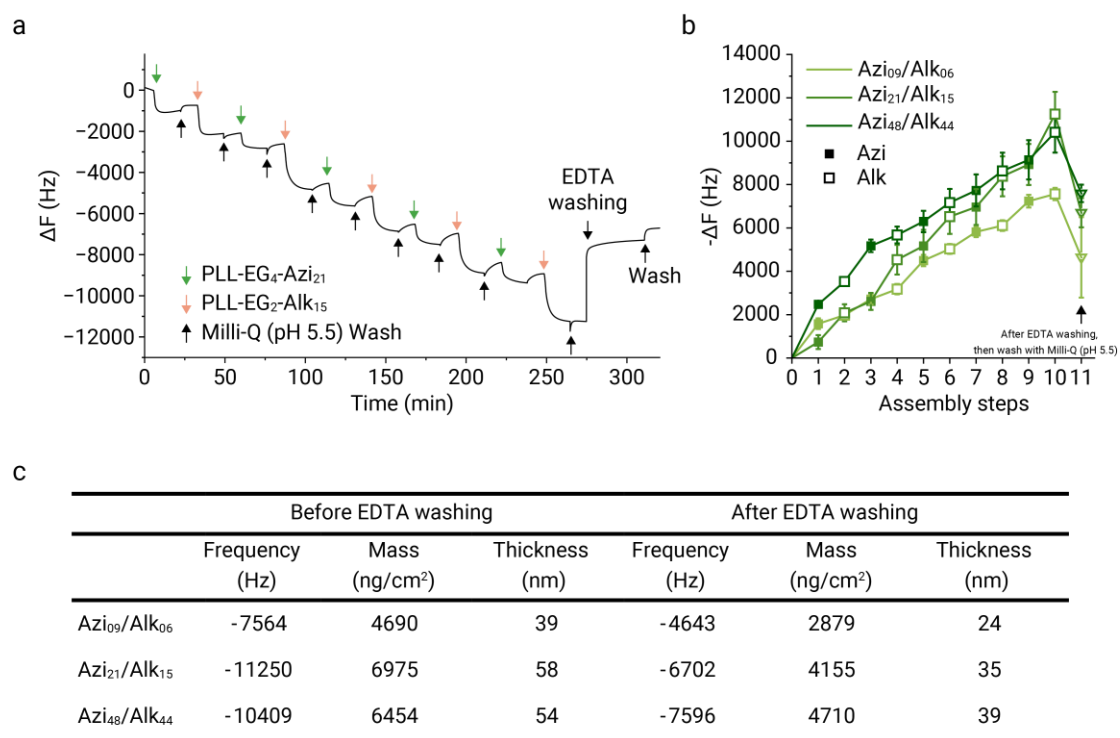 a
0
−2000
−4000
−6000
−8000
−10000
−12000
ΔF (Hz)
0 50 100 150 200 250 300
Time (min)
PLL-EG₄-Azi₂₁
PLL-EG₂-Alk₁₅
Milli-Q (pH 5.5) Wash
EDTA
washing
Wash
b
14000
12000
10000
8000
6000
4000
2000
0
-ΔF (Hz)
0 1 2 3 4 5 6 7 8 9 10 11
Assembly steps
Azi₀₉/Alk₀₆
Azi₂₁/Alk₁₅
Azi₄₈/Alk₄₄
Azi
Alk
After EDTA washing,
then wash with Milli-Q (pH 5.5)
c
Before EDTA washing After EDTA washing
Frequency Mass Thickness Frequency Mass Thickness
(Hz) (ng/cm²) (nm) (Hz) (ng/cm²) (nm)
Azi₀₉/Alk₀₆ -7564 4690 39 -4643 2879 24
Azi₂₁/Alk₁₅ -11250 6975 58 -6702 4155 35
Azi₄₈/Alk₄₄ -10409 6454 54 -7596 4710 39